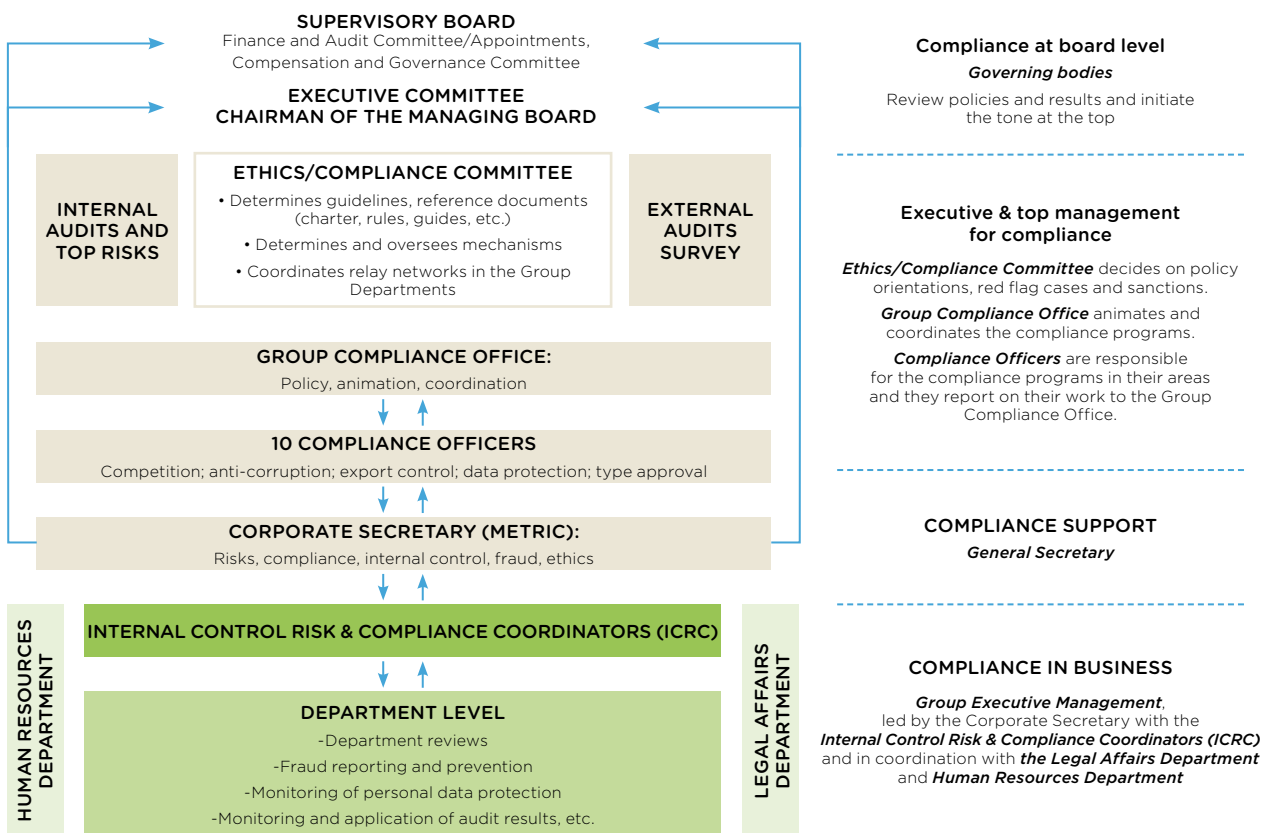 SUPERVISORY BOARD
Finance and Audit Committee/Appointments,
Compensation and Governance Committee
EXECUTIVE COMMITTEE
CHAIRMAN OF THE MANAGING BOARD
INTERNAL
AUDITS AND
TOP RISKS
ETHICS/COMPLIANCE COMMITTEE
• Determines guidelines, reference documents
(charter, rules, guides, etc.)
• Determines and oversees mechanisms
• Coordinates relay networks in the Group
Departments
EXTERNAL
AUDITS
SURVEY
GROUP COMPLIANCE OFFICE:
Policy, animation, coordination
10 COMPLIANCE OFFICERS
Competition; anti-corruption; export control; data protection; type approval
CORPORATE SECRETARY (METRIC):
Risks, compliance, internal control, fraud, ethics
HUMAN RESOURCES
DEPARTMENT
INTERNAL CONTROL RISK & COMPLIANCE COORDINATORS (ICRC)
DEPARTMENT LEVEL
-Department reviews
-Fraud reporting and prevention
-Monitoring of personal data protection
-Monitoring and application of audit results, etc.
LEGAL AFFAIRS
DEPARTMENT
Compliance at board level
Governing bodies
Review policies and results and initiate
the tone at the top
Executive & top management
for compliance
Ethics/Compliance Committee decides on policy
orientations, red flag cases and sanctions.
Group Compliance Office animates and
coordinates the compliance programs.
Compliance Officers are responsible
for the compliance programs in their areas
and they report on their work to the Group
Compliance Office.
COMPLIANCE SUPPORT
General Secretary
COMPLIANCE IN BUSINESS
Group Executive Management,
led by the Corporate Secretary with the
Internal Control Risk & Compliance Coordinators (ICRC)
and in coordination with the Legal Affairs Department
and Human Resources Department